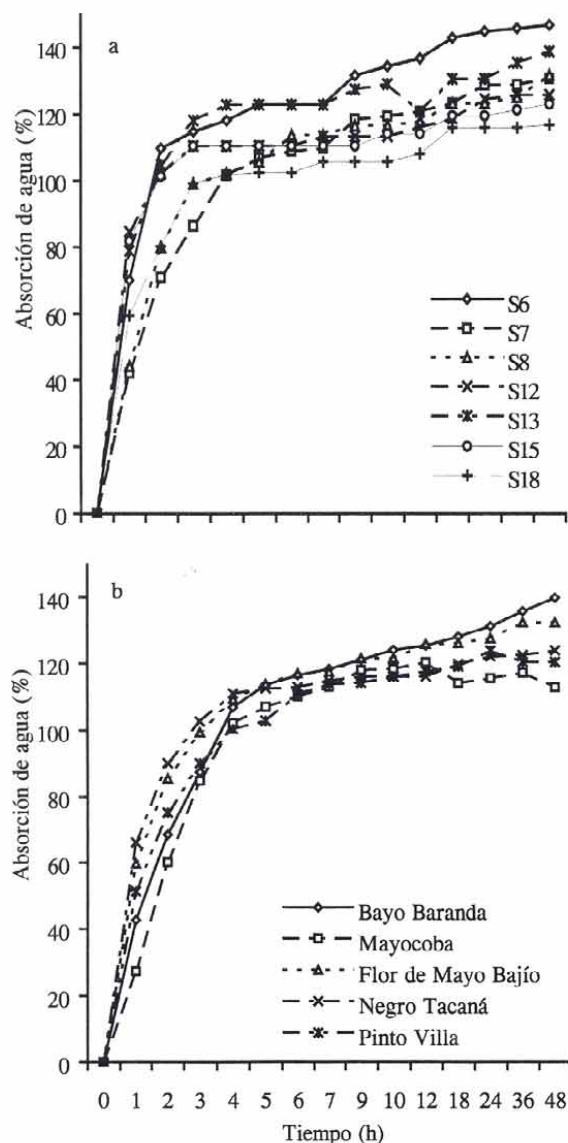 a
Absorción de agua (%)
140
120
100
80
60
40
20
0
S6
S7
S8
S12
S13
S15
S18
b
Absorción de agua (%)
140
120
100
80
60
40
20
0
Bayo Baranda
Mayocoba
Flor de Mayo Bajío
Negro Tacaná
Pinto Villa
0 1 2 3 4 5 6 7 9 10 12 18 24 36 48
Tiempo (h)